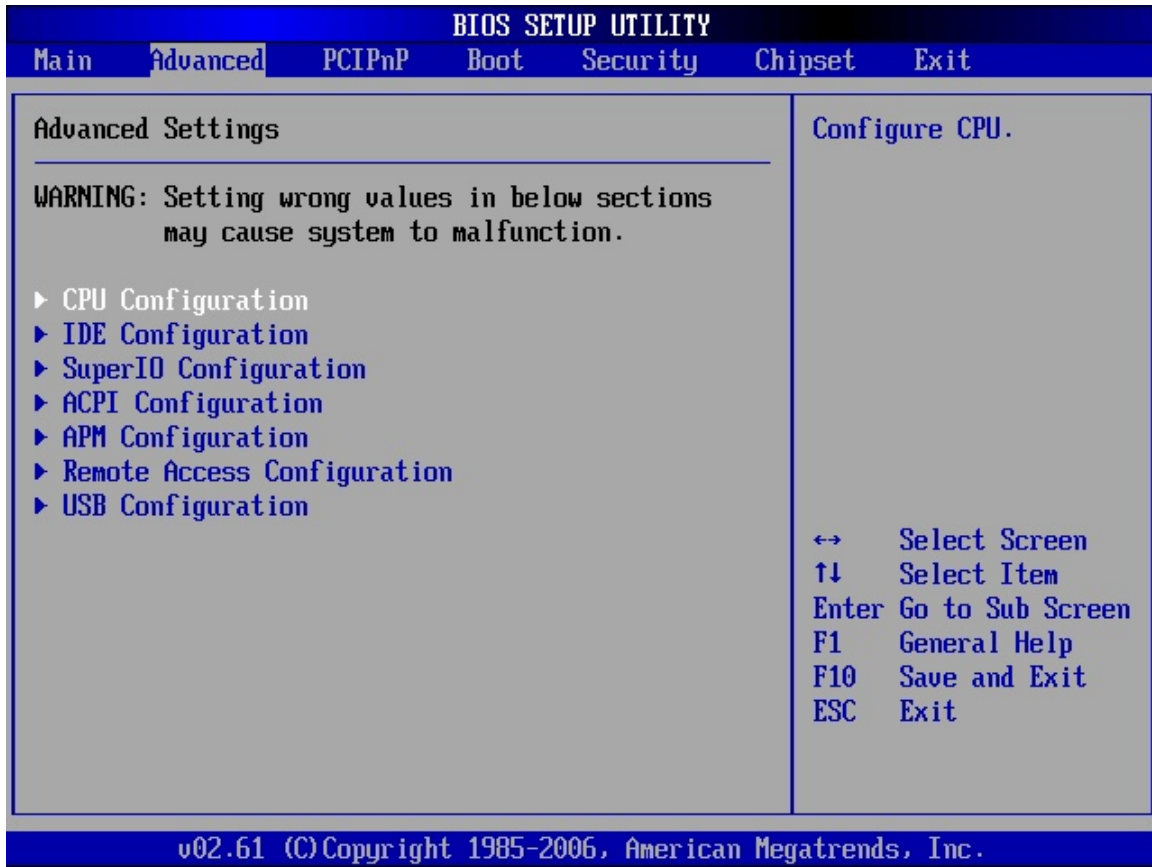 BIOS SETUP UTILITY
Main Advanced PCIPnP Boot Security Chipset Exit
Advanced Settings
WARNING: Setting wrong values in below sections
may cause system to malfunction.
▶ CPU Configuration
▶ IDE Configuration
▶ SuperIO Configuration
▶ ACPI Configuration
▶ APM Configuration
▶ Remote Access Configuration
▶ USB Configuration
Configure CPU.
←→ Select Screen
↑↓ Select Item
Enter Go to Sub Screen
F1 General Help
F10 Save and Exit
ESC Exit
v02.61 (C)Copyright 1985-2006, American Megatrends, Inc.